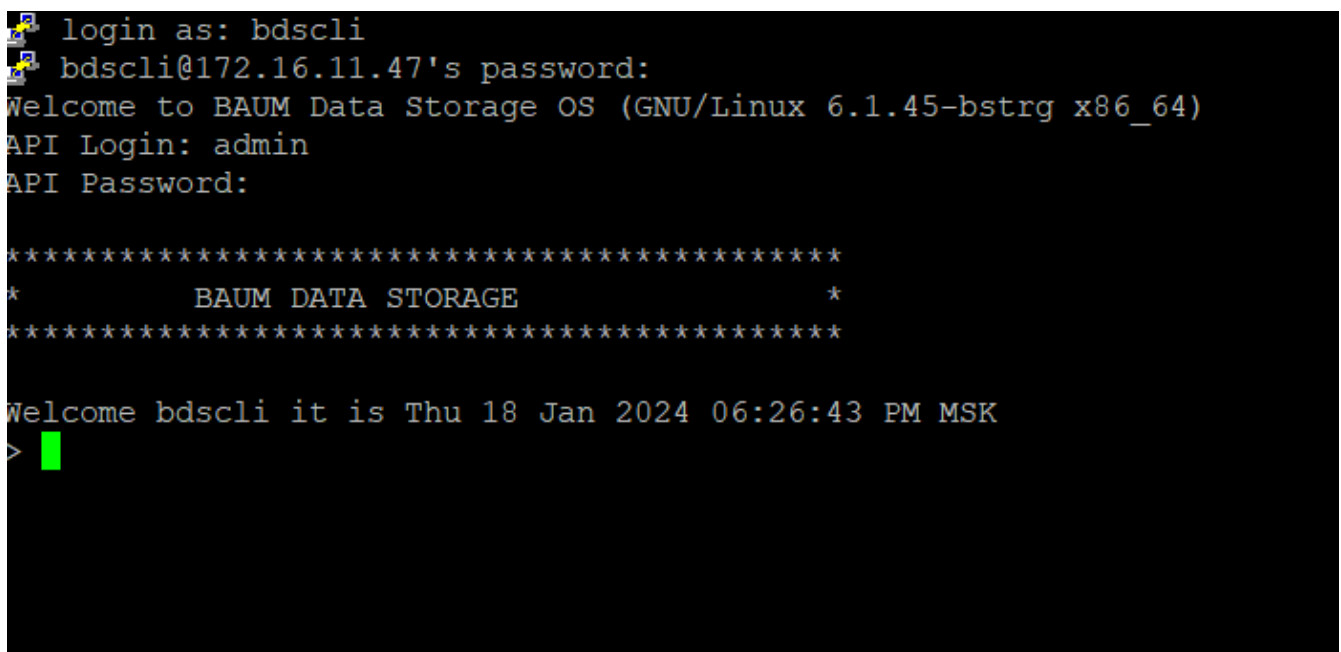 login as: bdscli
bdscli@172.16.11.47's password:
Welcome to BAUM Data Storage OS (GNU/Linux 6.1.45-bstrg x86_64)
API Login: admin
API Password:
********************************************
*         BAUM DATA STORAGE                *
********************************************
Welcome bdscli it is Thu 18 Jan 2024 06:26:43 PM MSK
>